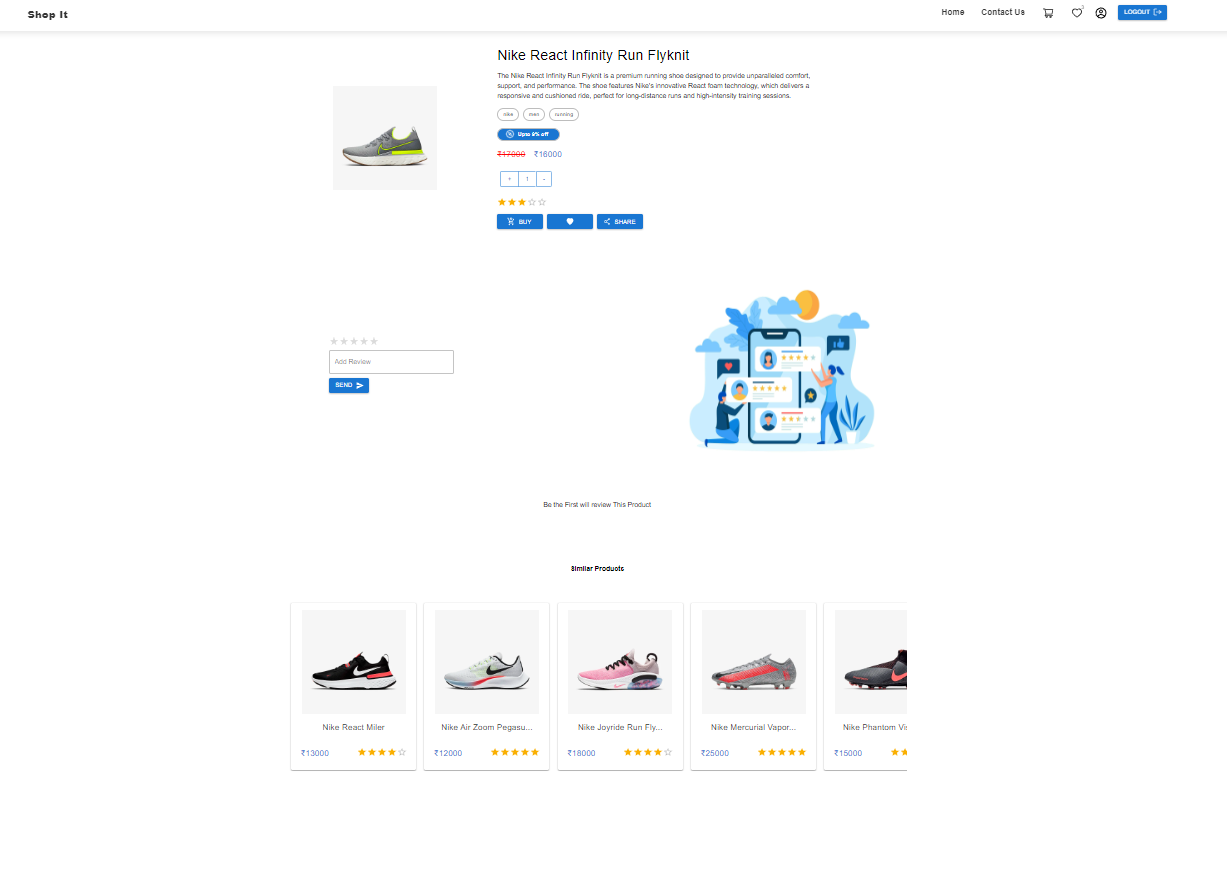 Shop It
Home
Contact Us
LOGOUT
Nike React Infinity Run Flyknit
The Nike React Infinity Run Flyknit is a premium running shoe designed to provide unparalleled comfort,
support, and performance. The shoe features Nike's innovative React foam technology, which delivers a
responsive and cushioned ride, perfect for long-distance runs and high-intensity training sessions.
nike
men
running
Upto 6% off
₹17000 ₹16000
+ 1 -
BUY
SHARE
Add Review
SEND
Be the First will review This Product
Similar Products
Nike React Miler
₹13000
Nike Air Zoom Pegasu...
₹12000
Nike Joyride Run Fly...
₹18000
Nike Mercurial Vapor...
₹25000
Nike Phantom Vi
₹15000